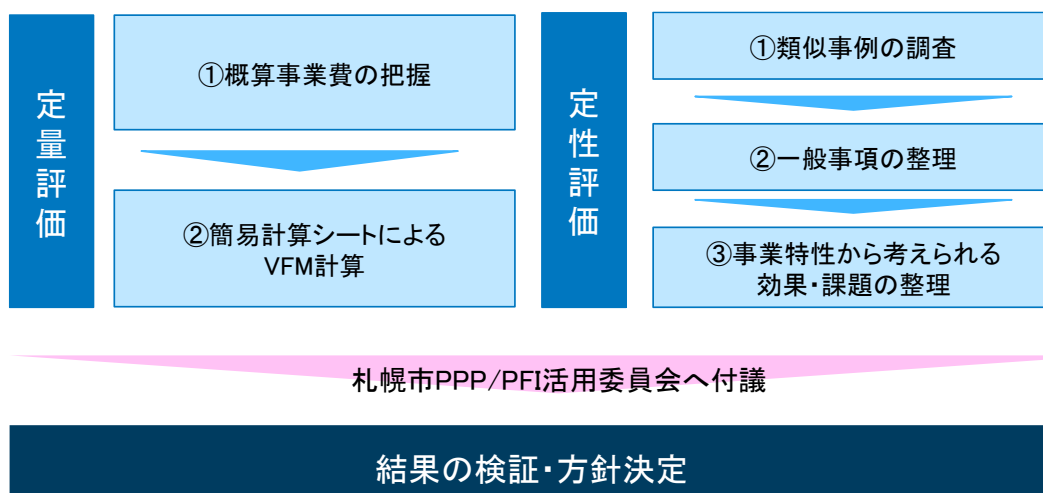 定量評価
①概算事業費の把握
②簡易計算シートによる
VFM計算
定性評価
①類似事例の調査
②一般事項の整理
③事業特性から考えられる
効果・課題の整理
札幌市PPP/PFI活用委員会へ付議
結果の検証・方針決定